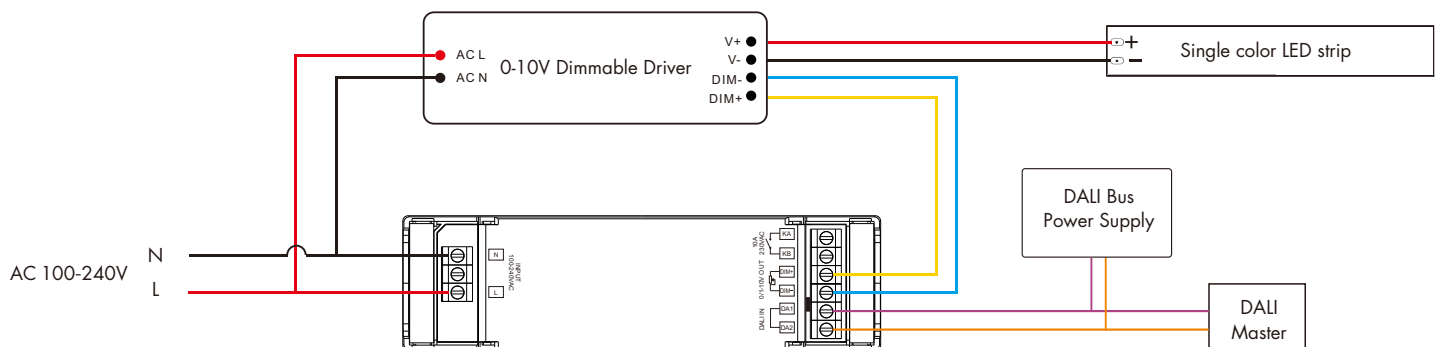 AC L
AC N
0-10V Dimmable Driver
V+
V-
DIM-
DIM+
+
-
Single color LED strip
DALI Bus
Power Supply
AC 100-240V
N
L
N
L
INPUT
100-240VAC
10A
230VAC
0/1-10V OUT
DALI IN
KA
KB
DIM+
DIM-
DA1
DA2
DALI
Master